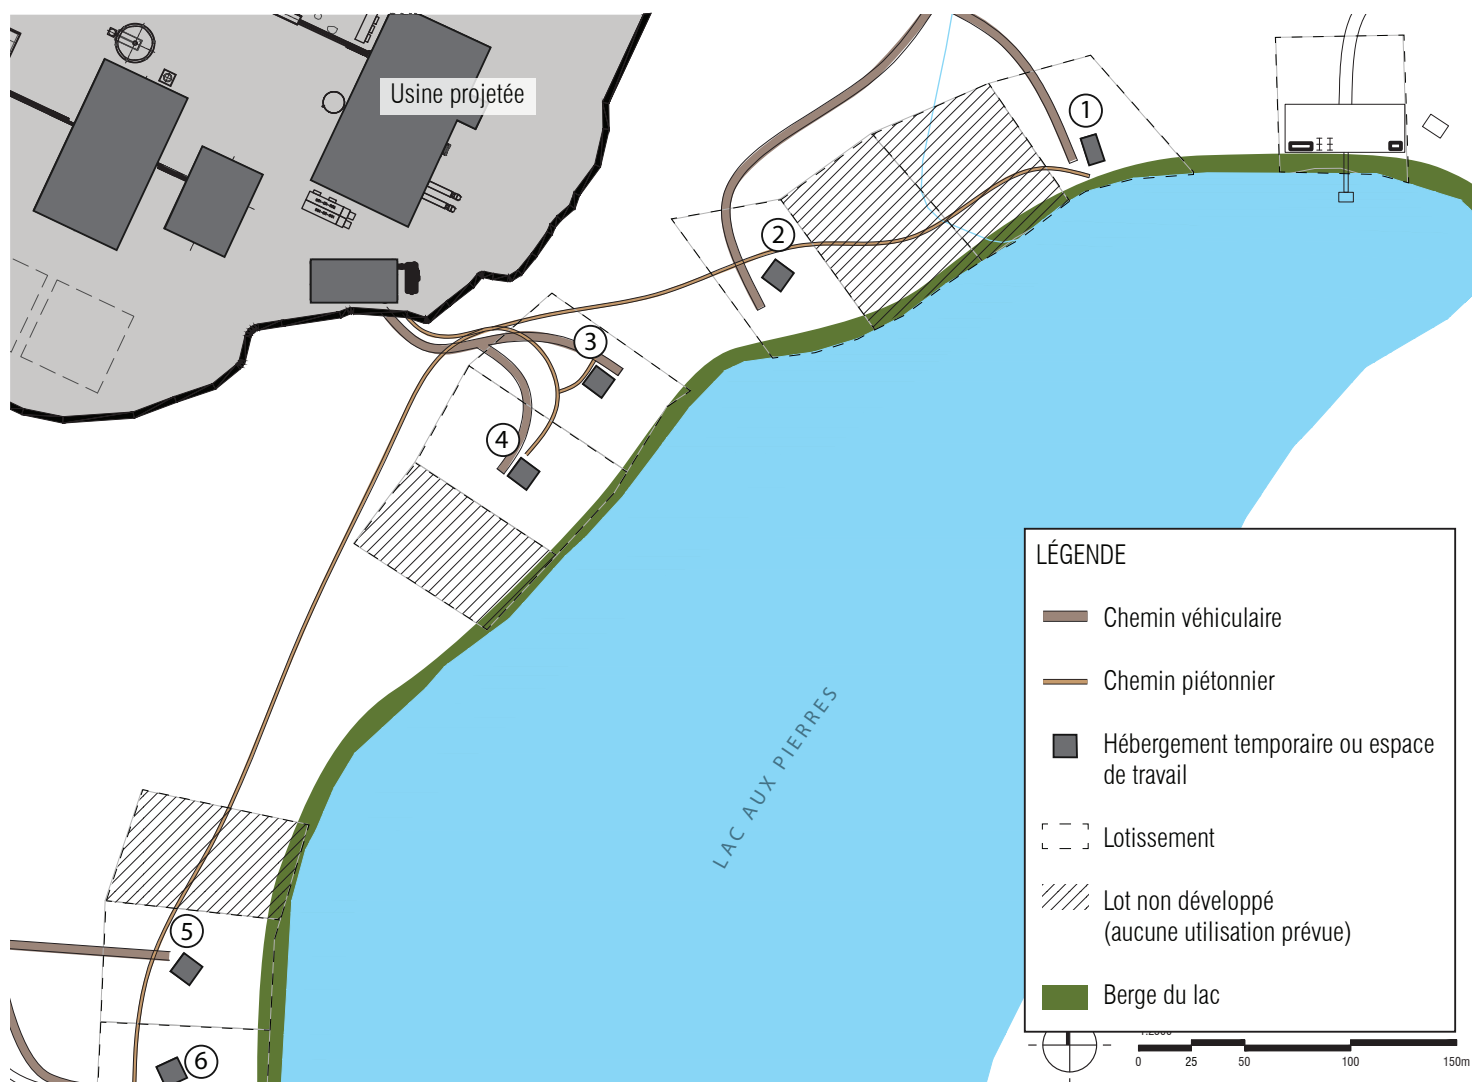 Usine projetée
1
2
3
4
5
6
LAC AUX PIERRES
LÉGENDE
Chemin véhiculaire
Chemin piétonnier
Hébergement temporaire ou espace
de travail
Lotissement
Lot non développé
(aucune utilisation prévue)
Berge du lac
0 25 50 100 150m